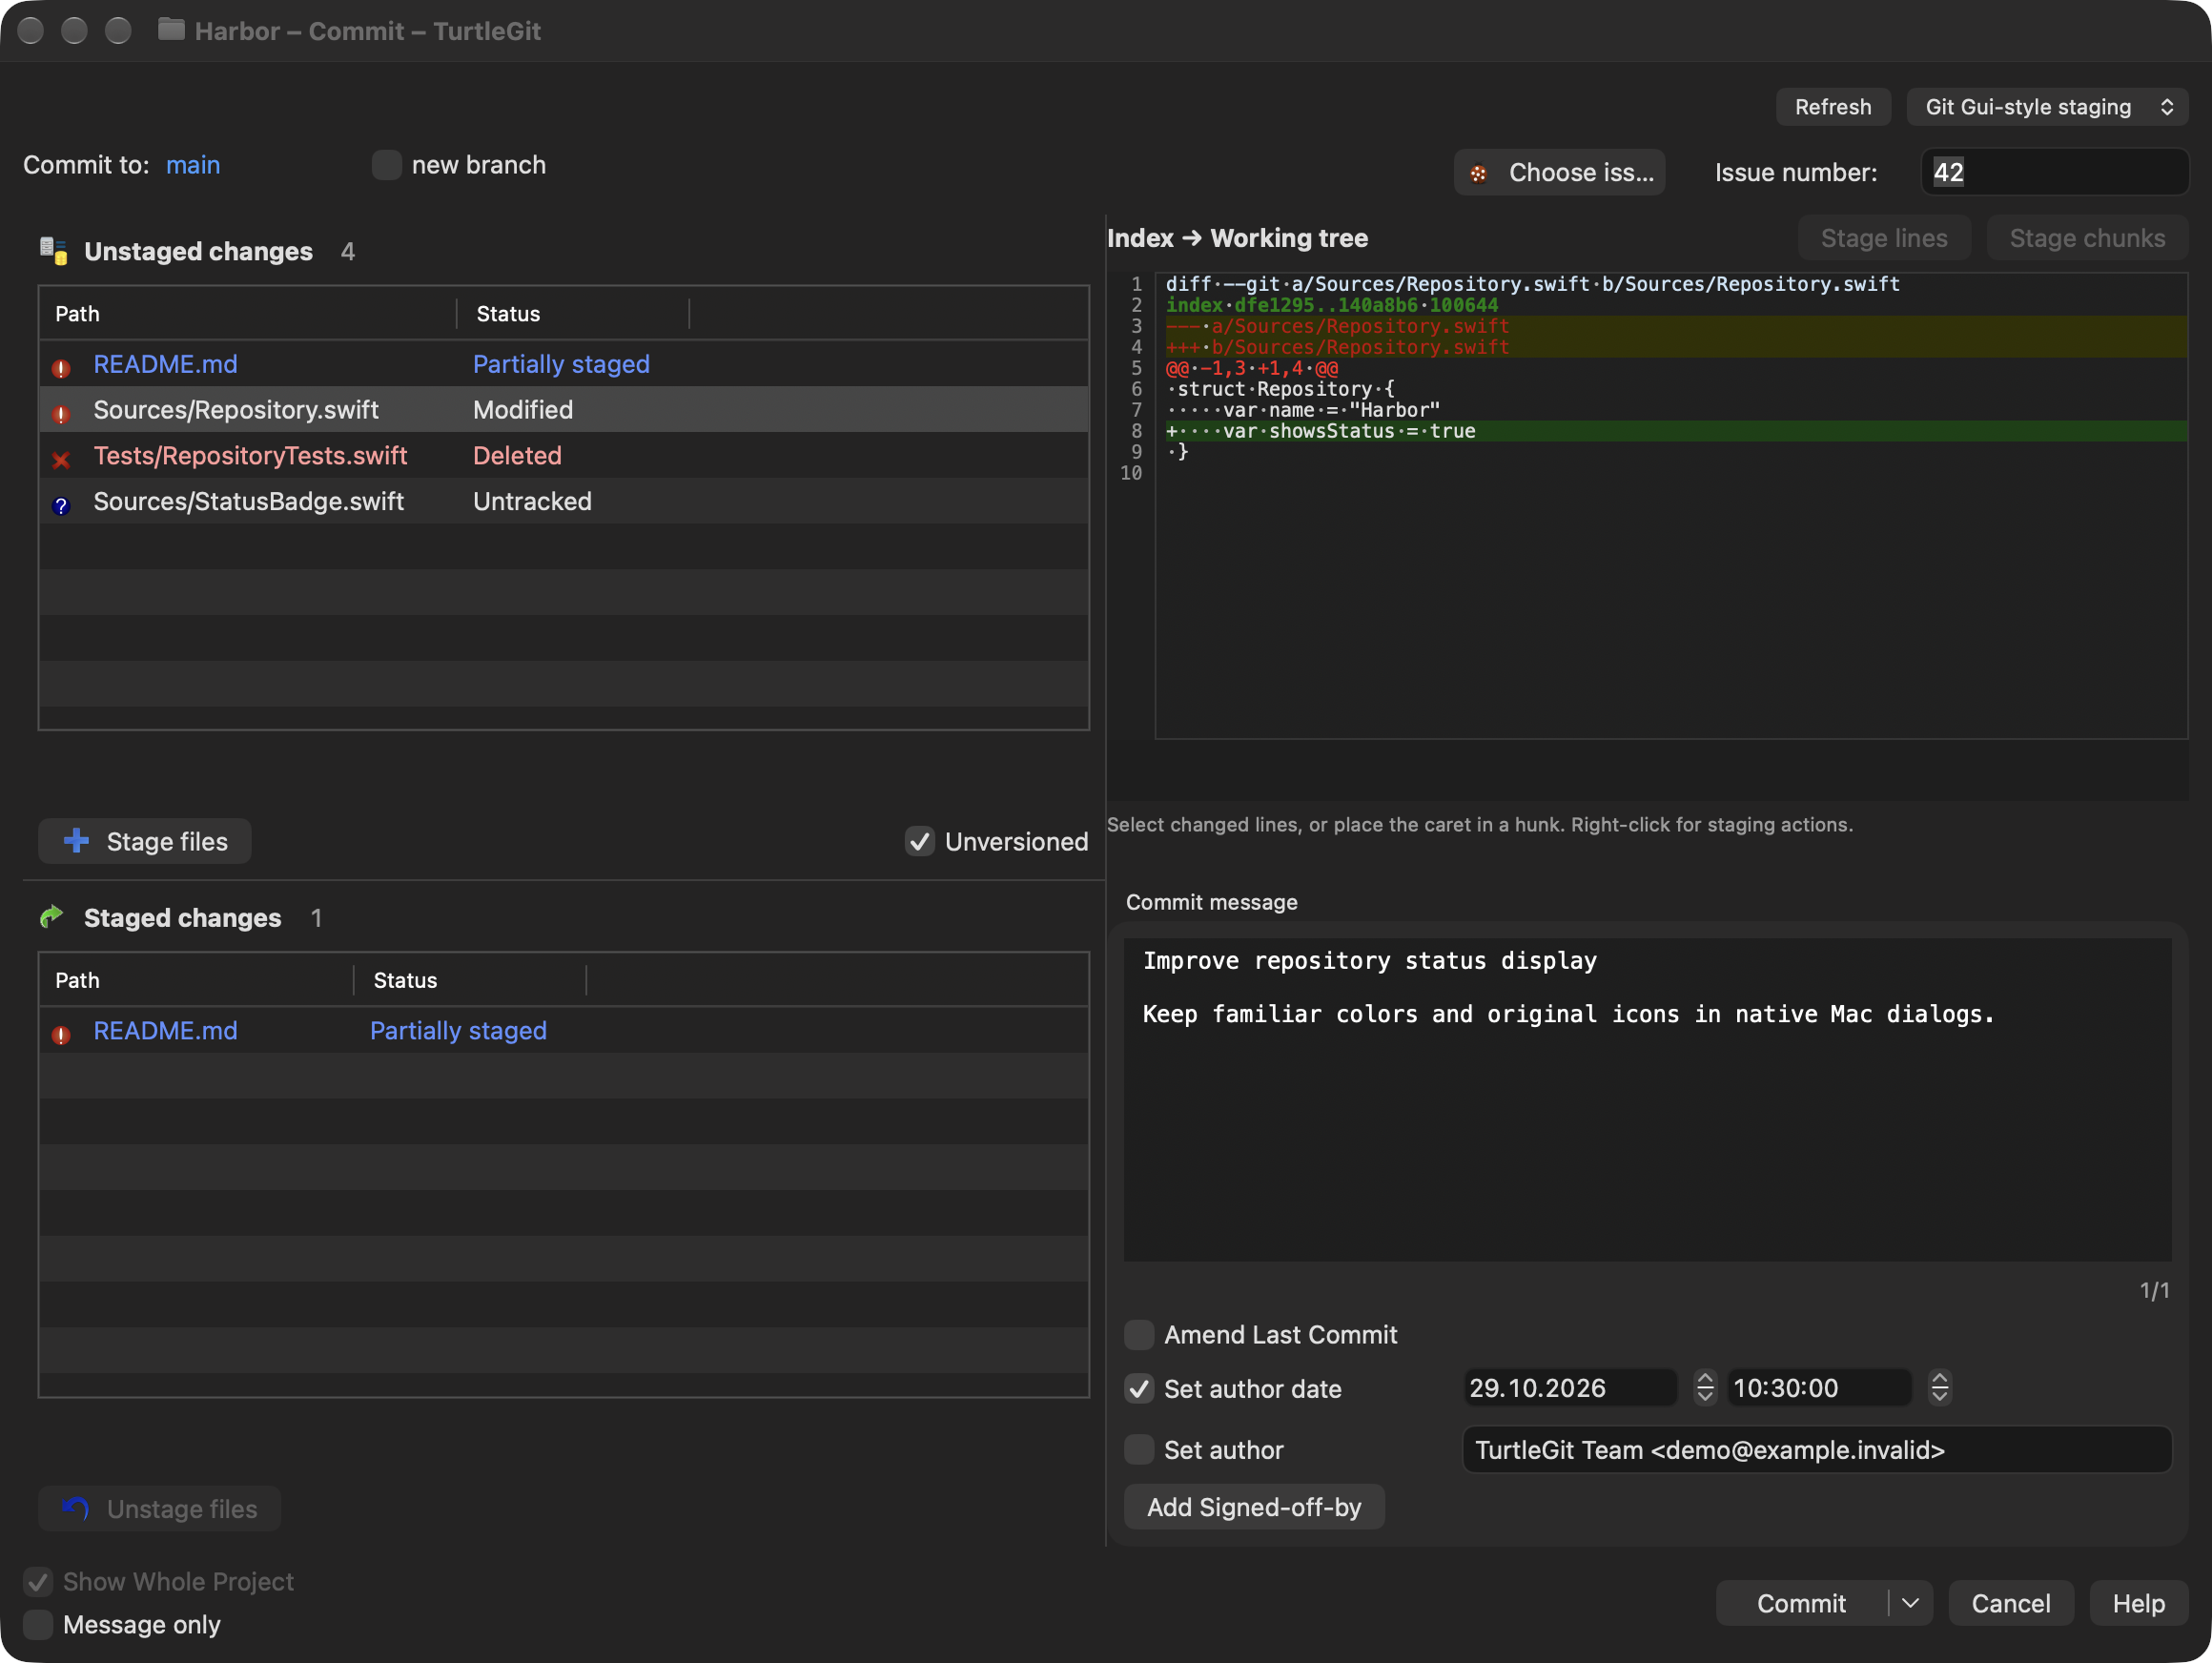 Harbor – Commit – TurtleGit
Refresh
Git Gui-style staging
Commit to: main
new branch
Choose iss...
Issue number:
42
Unstaged changes 4
Path Status
README.md Partially staged
Sources/Repository.swift Modified
Tests/RepositoryTests.swift Deleted
? Sources/StatusBadge.swift Untracked
Stage files
Unversioned
Staged changes 1
Path Status
README.md Partially staged
Unstage files
Show Whole Project
Message only
Index → Working tree
Stage lines
Stage chunks
1 diff·--git·a/Sources/Repository.swift·b/Sources/Repository.swift
2 index·dfe1295..140a8b6·100644
3 ---·a/Sources/Repository.swift
4 +++·b/Sources/Repository.swift
5 @@·-1,3·+1,4·@@
6 ·struct·Repository·{
7 ·····var·name·=·"Harbor"
8 +····var·showsStatus·=·true
9 ·}
10
Select changed lines, or place the caret in a hunk. Right-click for staging actions.
Commit message
Improve repository status display
Keep familiar colors and original icons in native Mac dialogs.
1/1
Amend Last Commit
Set author date 29.10.2026 10:30:00
Set author TurtleGit Team <demo@example.invalid>
Add Signed-off-by
Commit
Cancel
Help